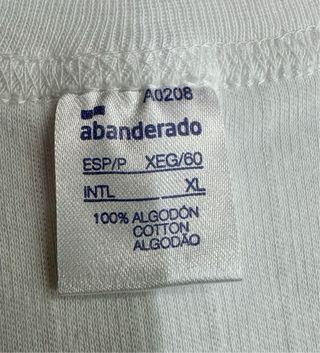 A0208
abanderado
ESP/P XEG/60
INTL XL
100% ALGODÓN
COTTON
ALGODÃO